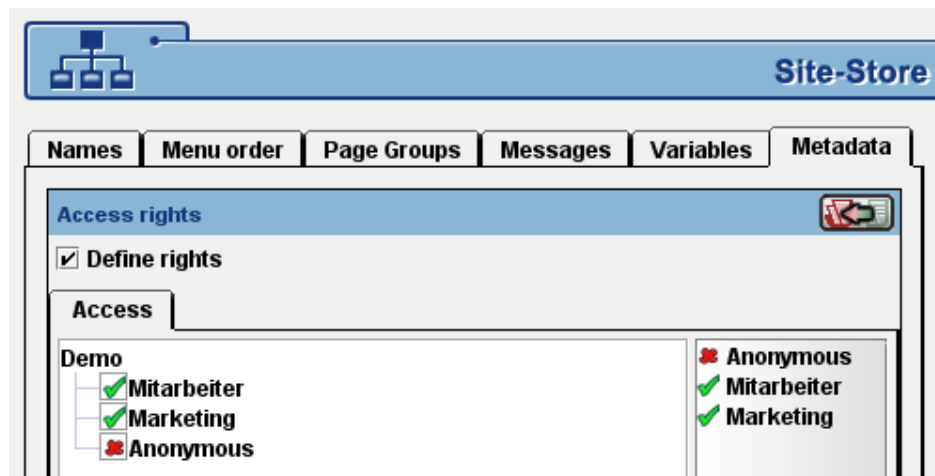 Site-Store
Names Menu order Page Groups Messages Variables Metadata
Access rights
Define rights
Access
Demo
Mitarbeiter
Marketing
Anonymous
Anonymous
Mitarbeiter
Marketing